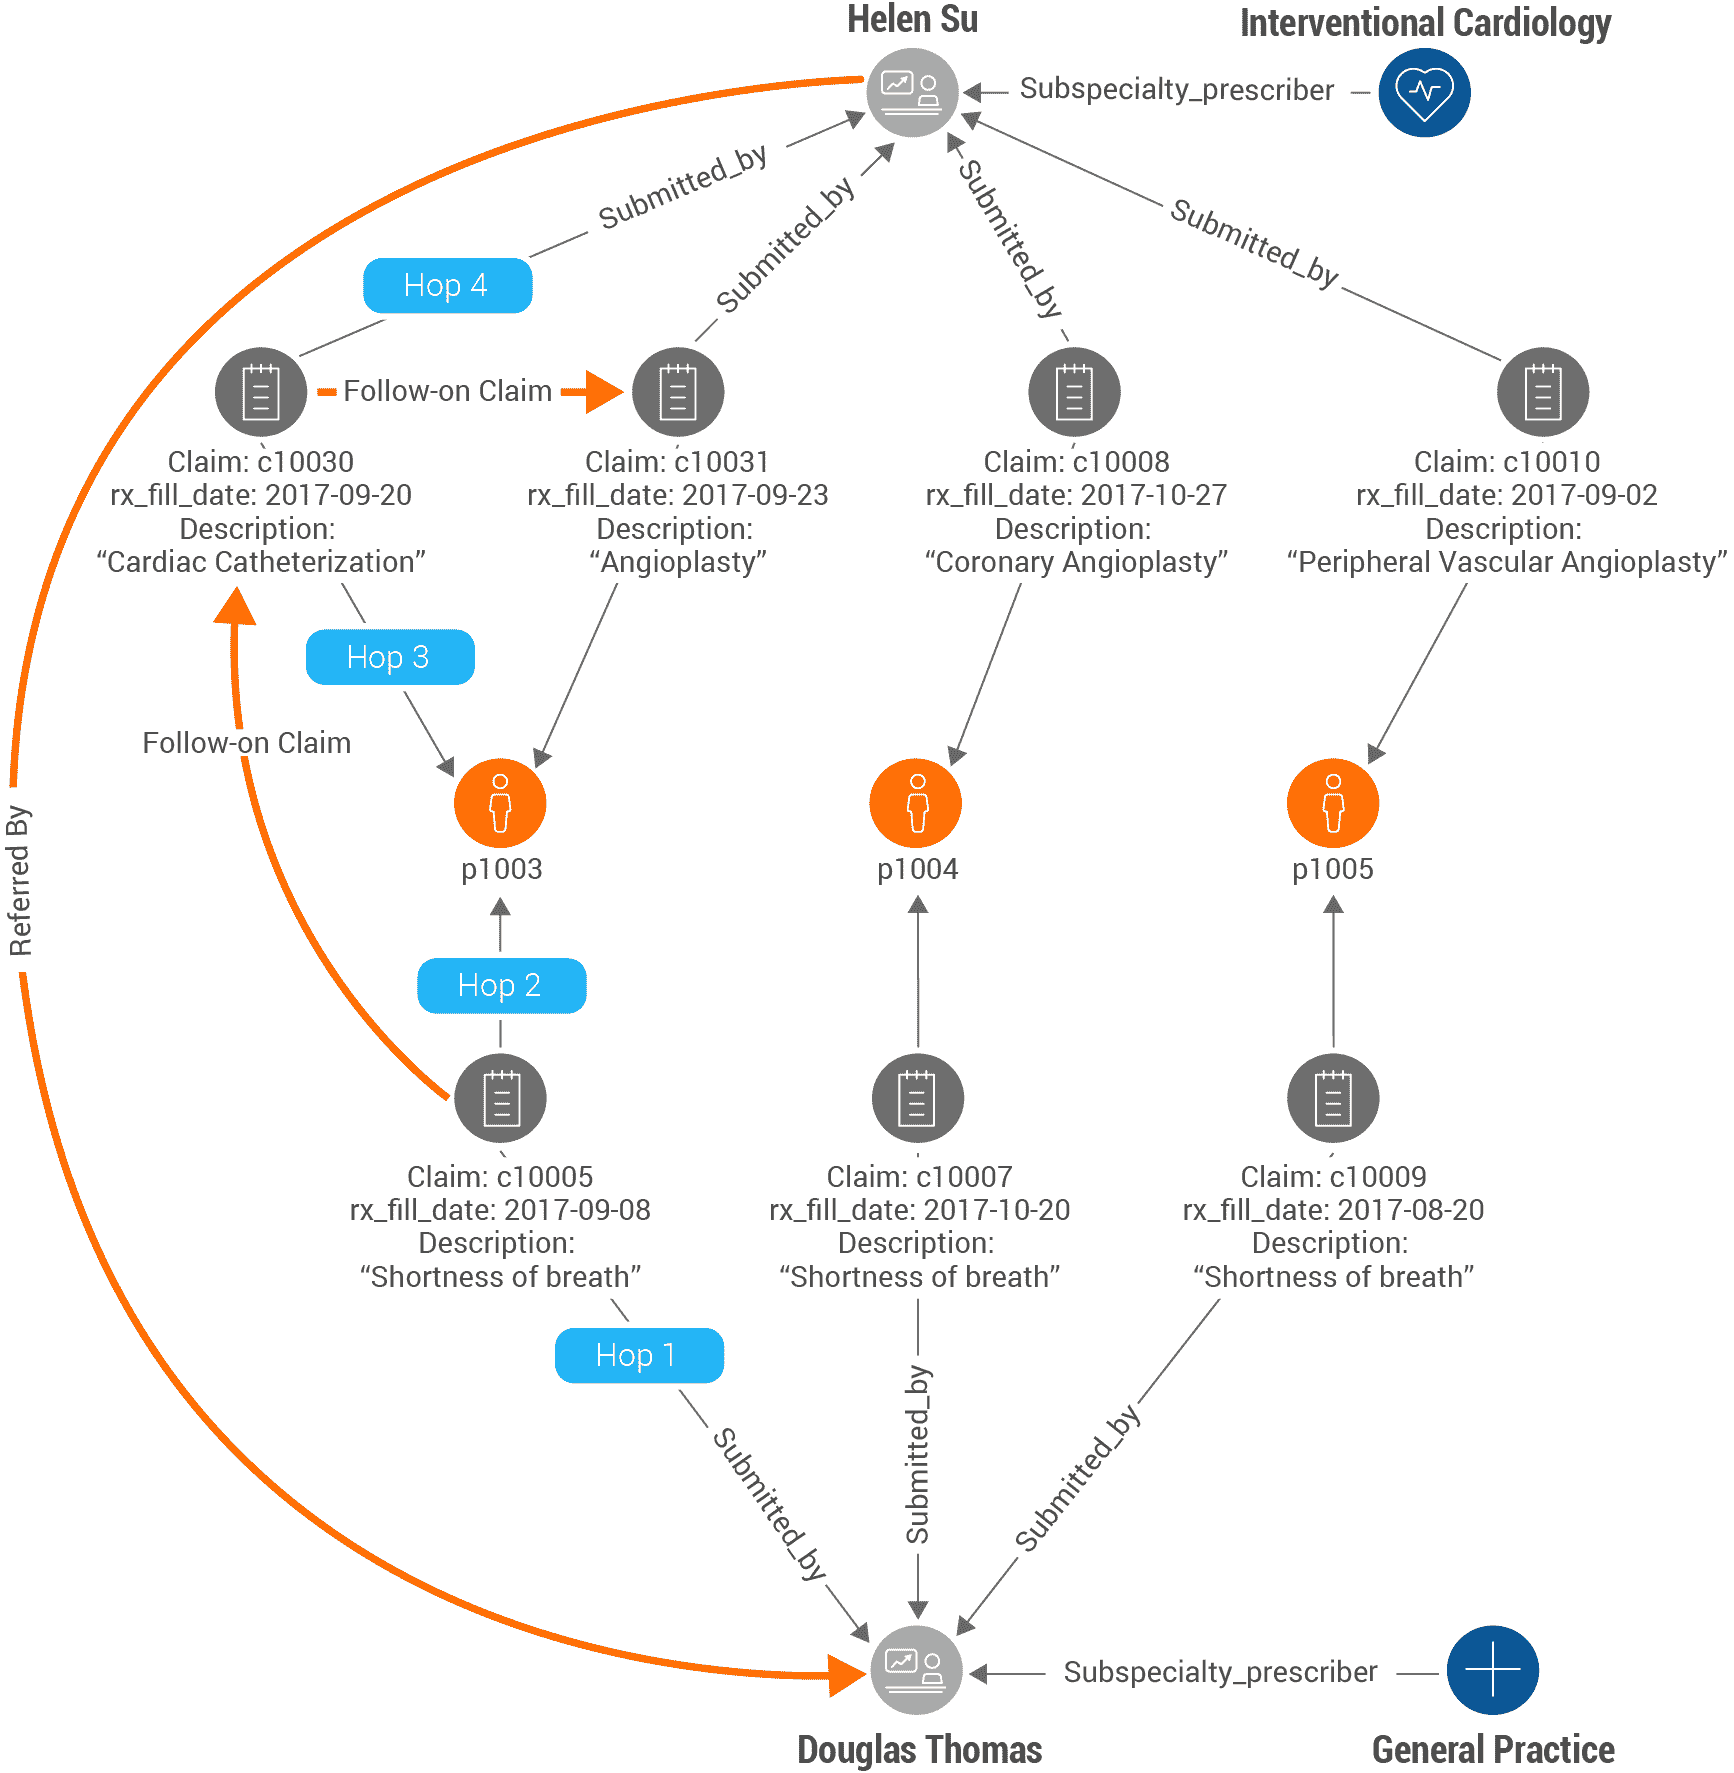 Helen Su
Interventional Cardiology
Subspecialty_prescriber
Submitted_by
Submitted_by
Submitted_by
Submitted_by
Hop 4
Follow-on Claim
Claim: c10030
rx_fill_date: 2017-09-20
Description:
“Cardiac Catheterization”
Claim: c10031
rx_fill_date: 2017-09-23
Description:
“Angioplasty”
Claim: c10008
rx_fill_date: 2017-10-27
Description:
“Coronary Angioplasty”
Claim: c10010
rx_fill_date: 2017-09-02
Description:
“Peripheral Vascular Angioplasty”
Hop 3
Follow-on Claim
Referred By
p1003
p1004
p1005
Hop 2
Claim: c10005
rx_fill_date: 2017-09-08
Description:
“Shortness of breath”
Claim: c10007
rx_fill_date: 2017-10-20
Description:
“Shortness of breath”
Claim: c10009
rx_fill_date: 2017-08-20
Description:
“Shortness of breath”
Hop 1
Submitted_by
Submitted_by
Submitted_by
Subspecialty_prescriber
Douglas Thomas
General Practice